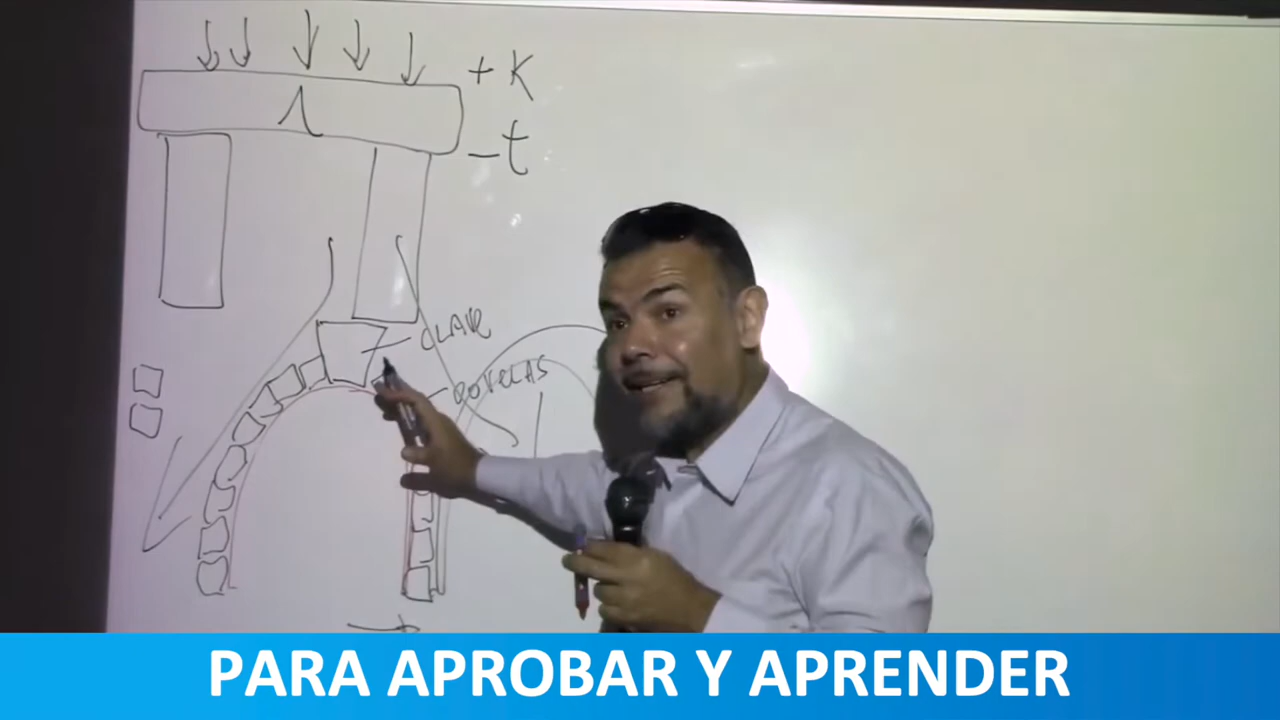 + K
- t
CLAVE
DOVELAS
PARA APROBAR Y APRENDER